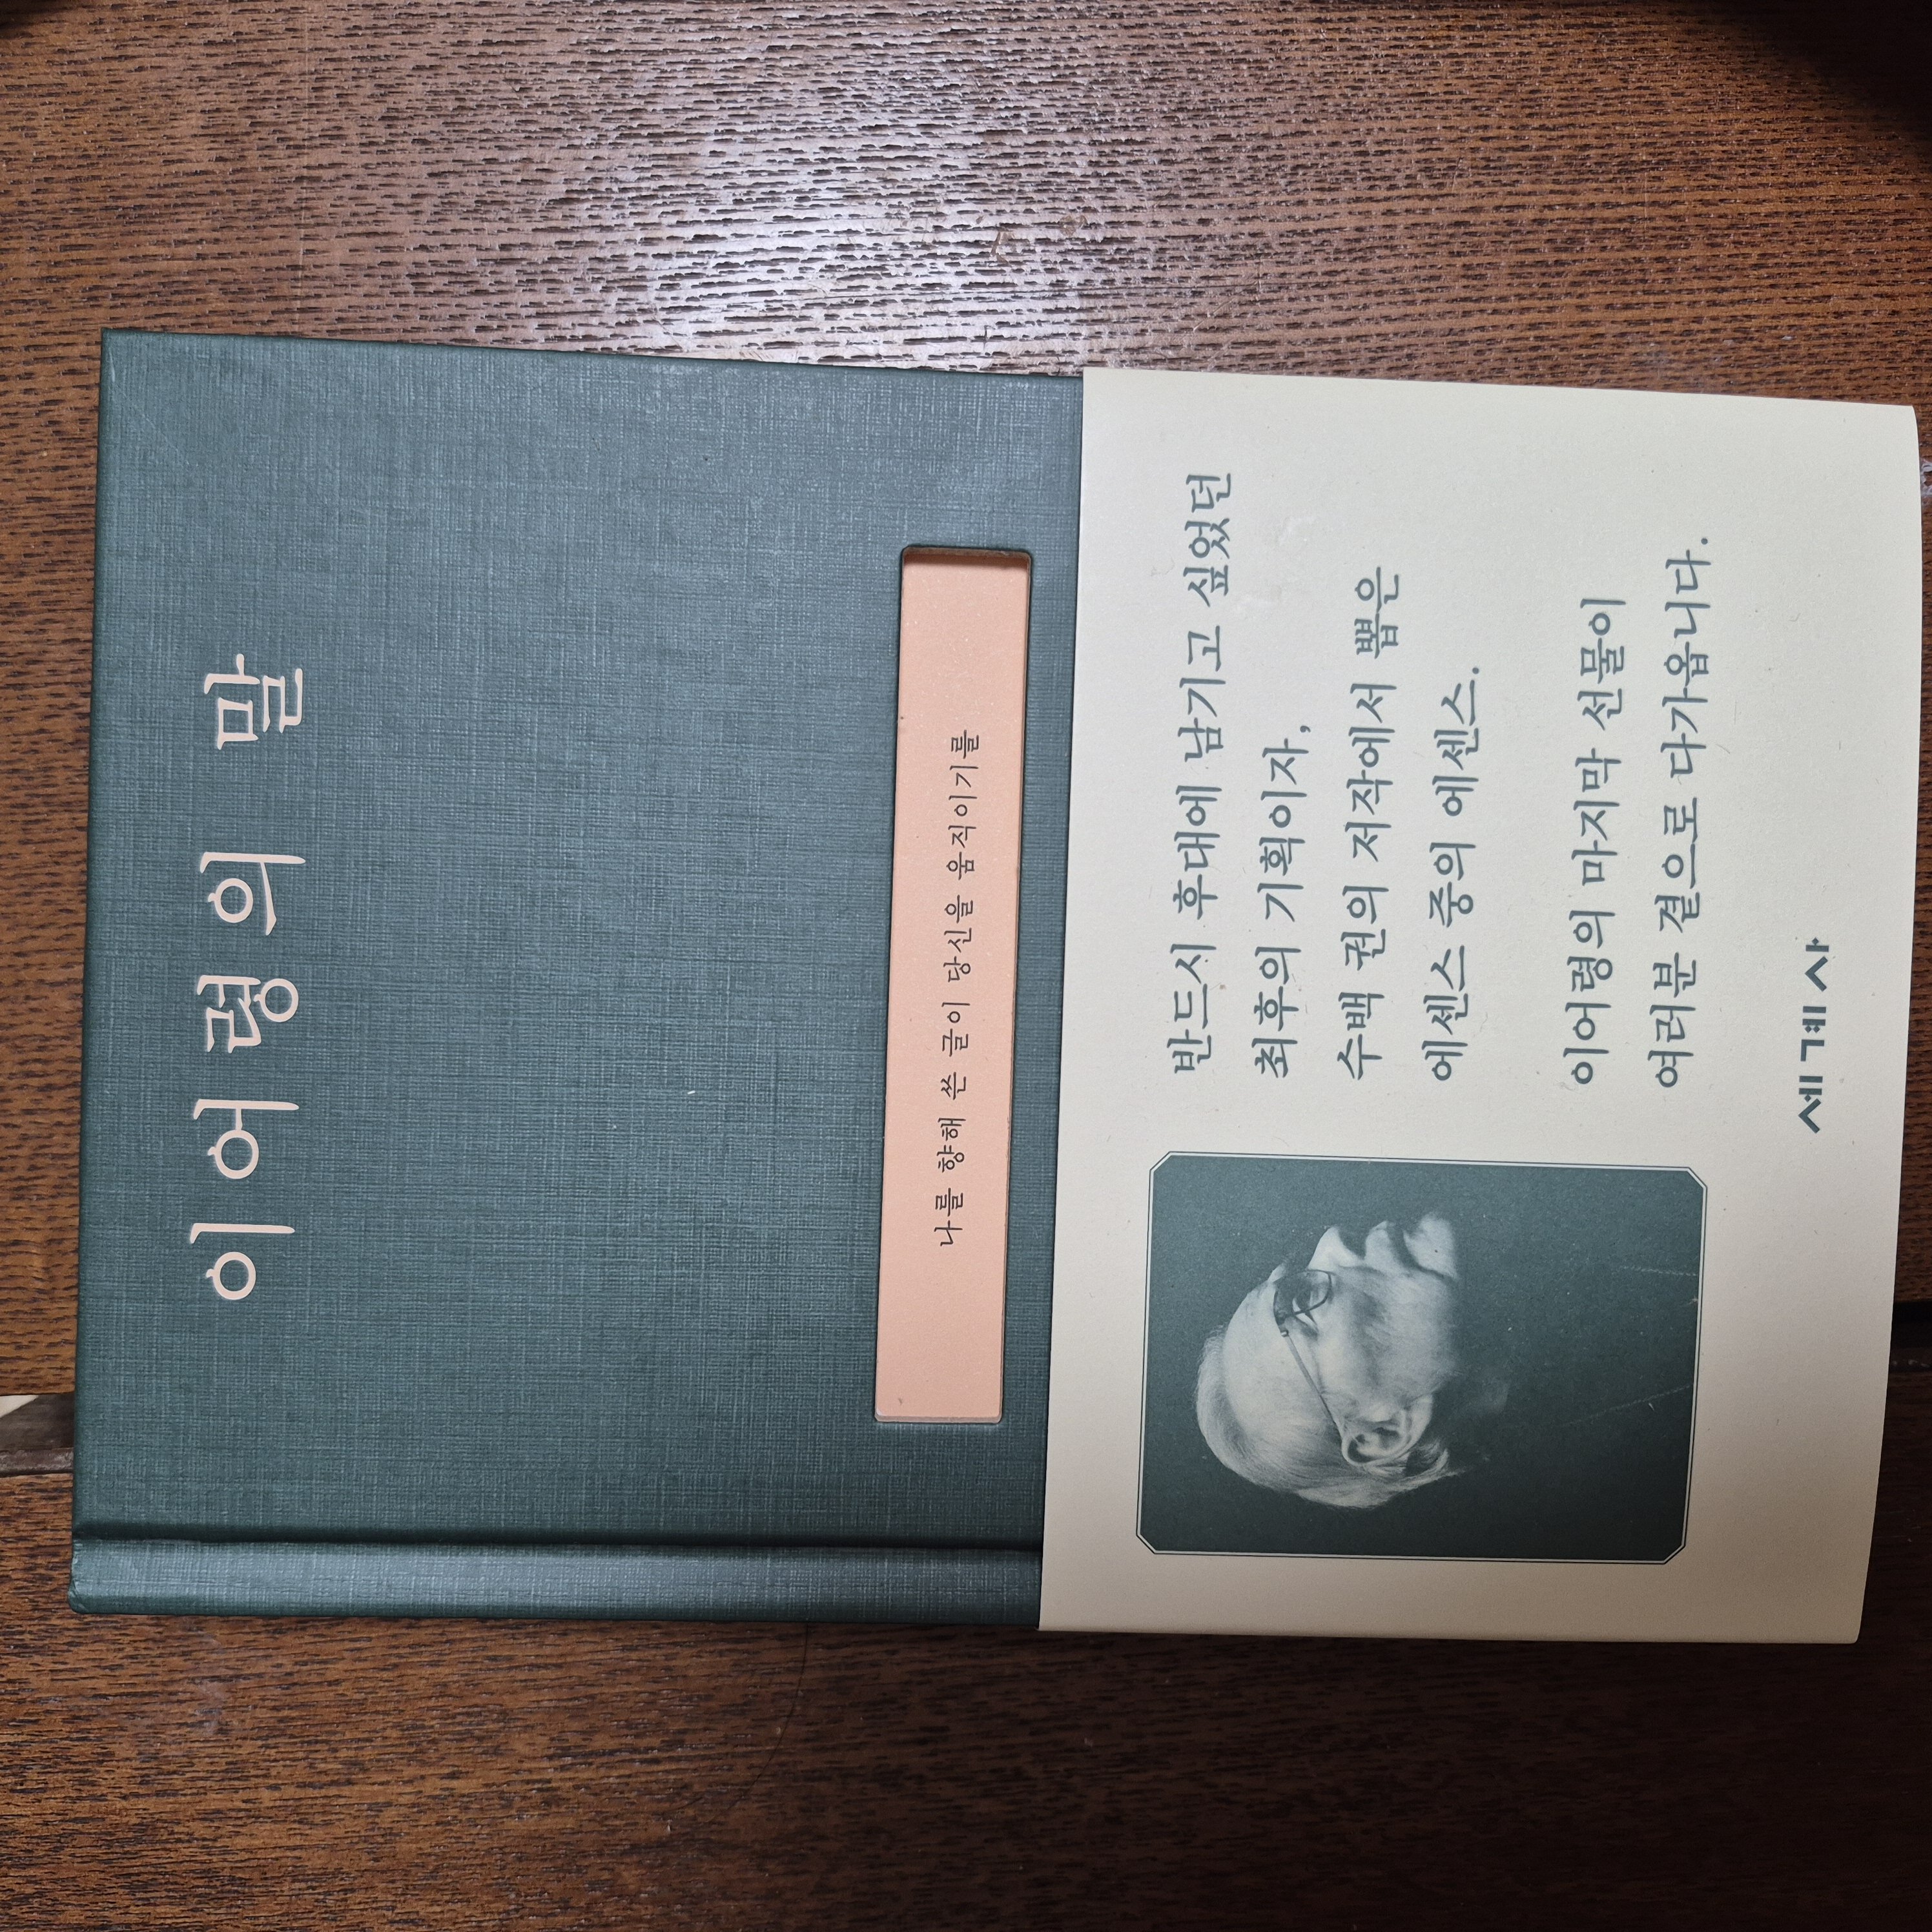 이어령의 말
나를 향해 쓴 글이 당신을 움직이기를
반드시 후대에 남기고 싶었던
최후의 기획이자,
수백 권의 저작에서 뽑은
에센스 중의 에센스.
이어령의 마지막 선물이
여러분 곁으로 다가옵니다.
세계사